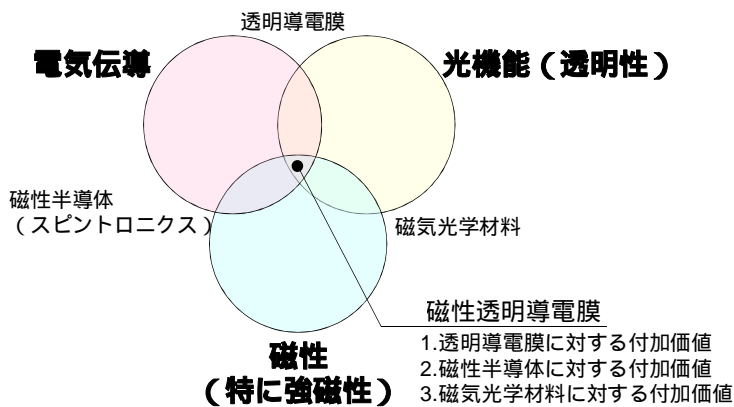 透明導電膜
電気伝導
光機能（透明性）
磁性半導体
（スピントロニクス）
磁気光学材料
磁性透明導電膜
1.透明導電膜に対する付加価値
2.磁性半導体に対する付加価値
3.磁気光学材料に対する付加価値
磁性
（特に強磁性）